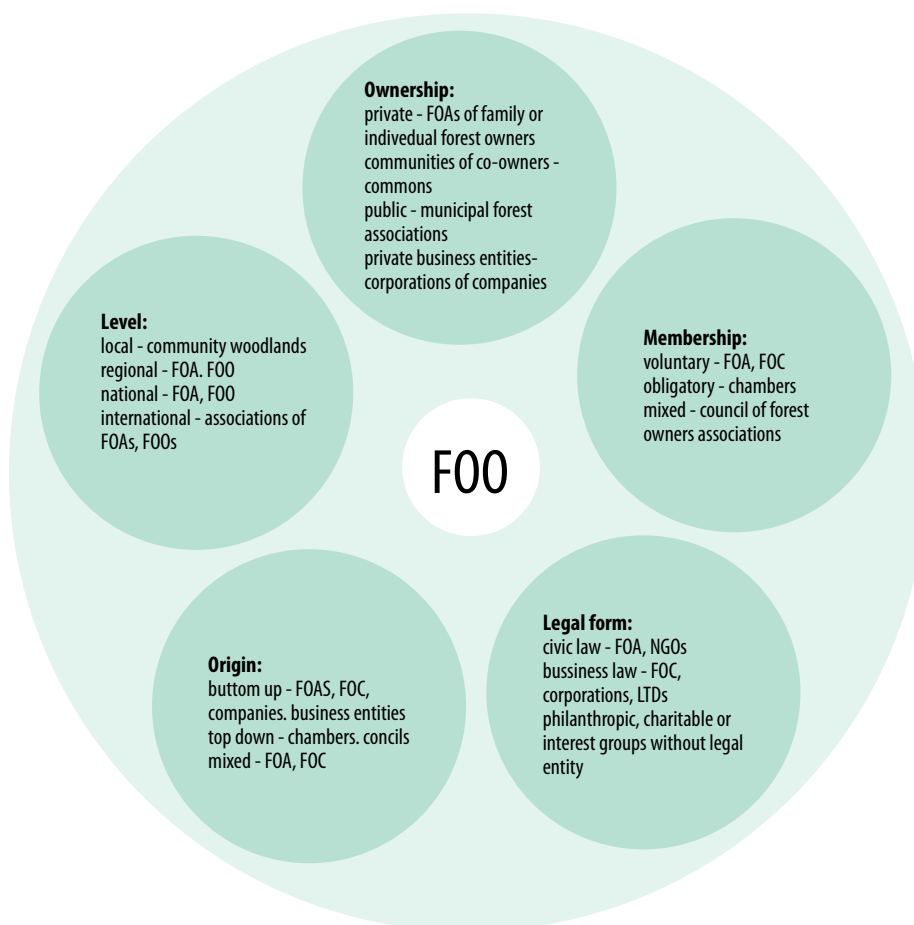 Ownership:
private - FOAs of family or
indivedual forest owners
communities of co-owners -
commons
public - municipal forest
associations
private business entities-
corporations of companies
Level:
local - community woodlands
regional - FOA. FOO
national - FOA, FOO
international - associations of
FOAs, FOOs
Membership:
voluntary - FOA, FOC
obligatory - chambers
mixed - council of forest
owners associations
FOO
Origin:
buttom up - FOAS, FOC,
companies. business entities
top down - chambers. concils
mixed - FOA, FOC
Legal form:
civic law - FOA, NGOs
bussiness law - FOC,
corporations, LTDs
philanthropic, charitable or
interest groups without legal
entity